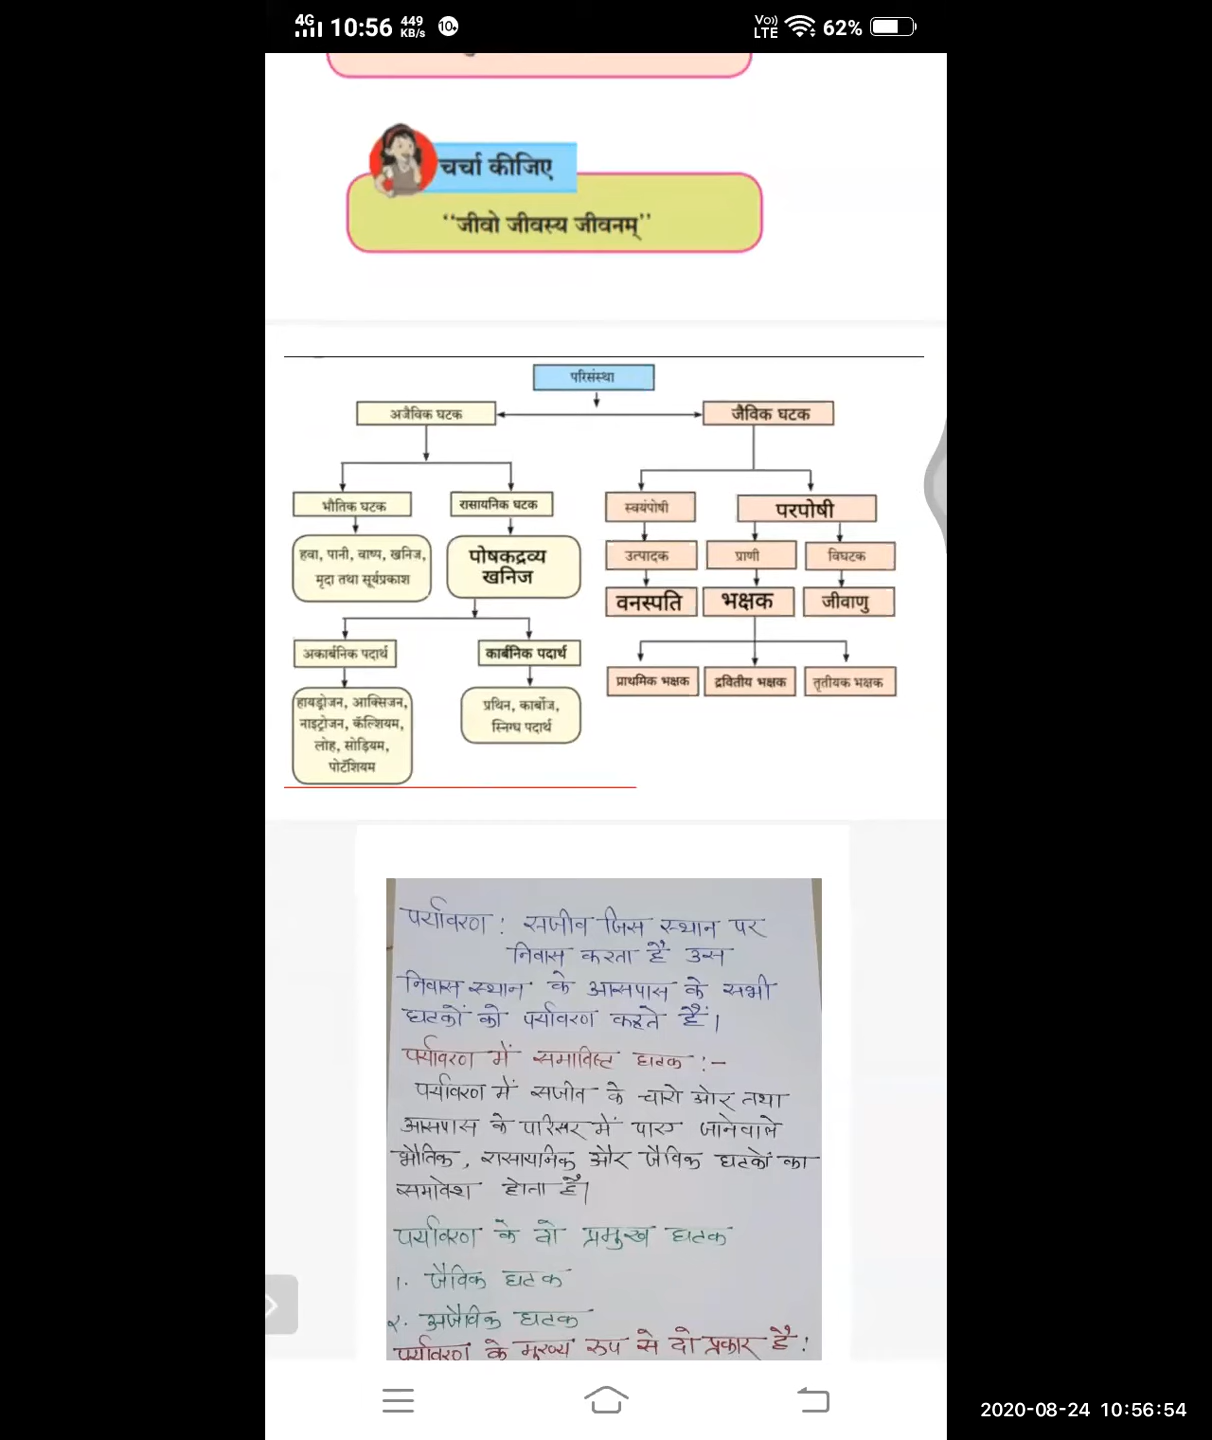 4G 10:56 449 KB/s 10+ Vo)) LTE 62%
चर्चा कीजिए
‘‘जीवो जीवस्य जीवनम्’’
परिसंस्था
अजैविक घटक
जैविक घटक
भौतिक घटक
रासायनिक घटक
स्वयंपोषी
परपोषी
हवा, पानी, वाष्प, खनिज,
मृदा तथा सूर्यप्रकाश
पोषकद्रव्य
खनिज
उत्पादक
प्राणी
विघटक
वनस्पति
भक्षक
जीवाणु
अकार्बनिक पदार्थ
कार्बनिक पदार्थ
प्राथमिक भक्षक
द्रवितीय भक्षक
तृतीयक भक्षक
हायड्रोजन, आक्सिजन,
नाइट्रोजन, कॅल्शियम,
लोह, सोड़ियम,
पोटॅशियम
प्रथिन, कार्बोज,
स्निग्ध पदार्थ
पर्यावरण : सजीव जिस स्थान पर
निवास करता है उस
निवास स्थान के आसपास के सभी
घटकों को पर्यावरण कहते हैं।
पर्यावरण में समाविष्ट घटक :-
पर्यावरण में सजीव के चारो ओर तथा
आसपास के परिसर में पाए जानेवाले
भौतिक, रासायनिक और जैविक घटकों का
समावेश होता है।
पर्यावरण के दो प्रमुख घटक
1. जैविक घटक
२. अजैविक घटक
पर्यावरण के मुख्य रूप से दो प्रकार है :
2020-08-24 10:56:54